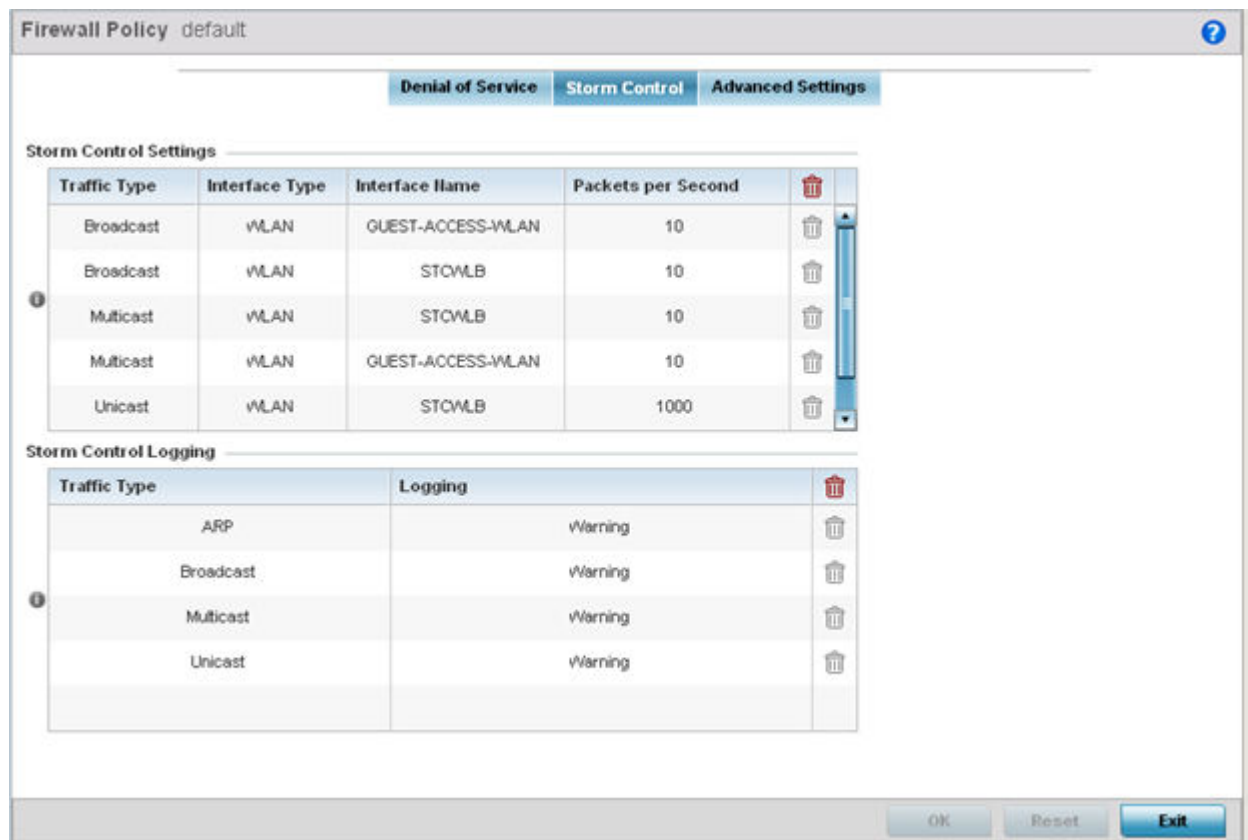 Firewall Policy default
Denial of Service Storm Control Advanced Settings
Storm Control Settings
Traffic Type Interface Type Interface Name Packets per Second
Broadcast WLAN GUEST-ACCESS-WLAN 10
Broadcast WLAN STCWLB 10
Multicast WLAN STCWLB 10
Multicast WLAN GUEST-ACCESS-WLAN 10
Unicast WLAN STCWLB 1000
Storm Control Logging
Traffic Type Logging
ARP Warning
Broadcast Warning
Multicast Warning
Unicast Warning
OK Reset Exit